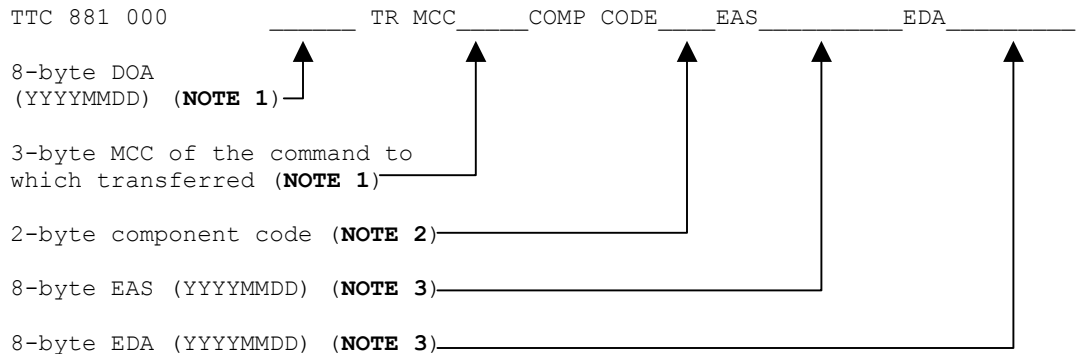 TTC 881 000 ______ TR MCC_____COMP CODE____EAS__________EDA_________
8-byte DOA
(YYYYMMDD) (NOTE 1)
3-byte MCC of the command to
which transferred (NOTE 1)
2-byte component code (NOTE 2)
8-byte EAS (YYYYMMDD) (NOTE 3)
8-byte EDA (YYYYMMDD) (NOTE 3)